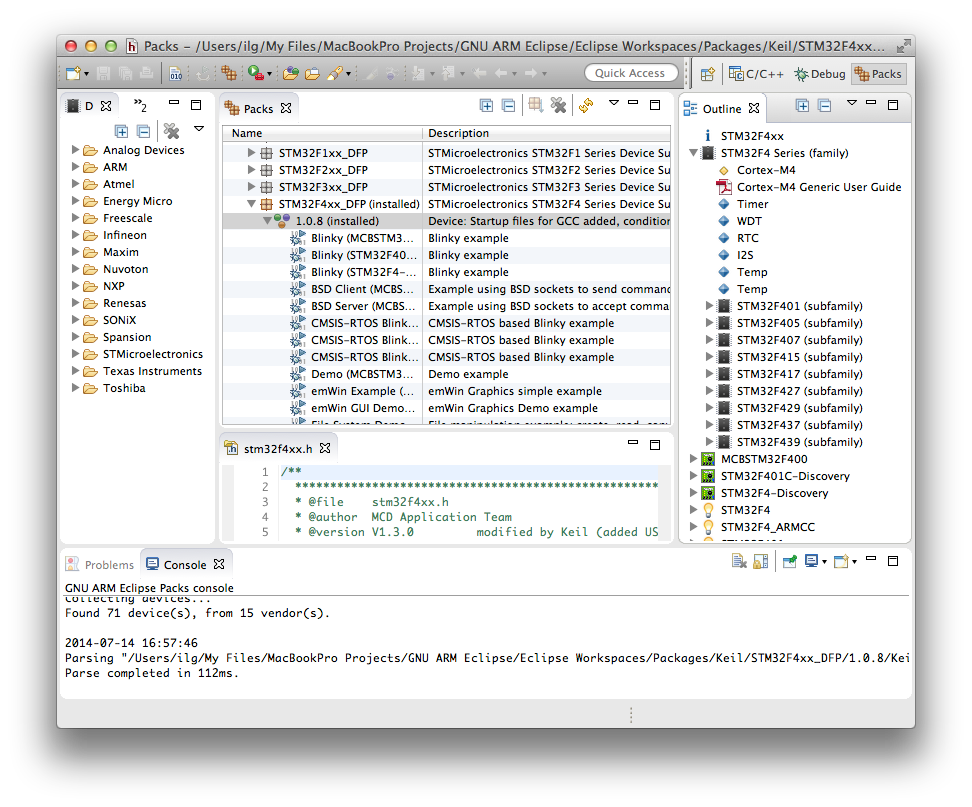 Packs – /Users/ilg/My Files/MacBookPro Projects/GNU ARM Eclipse/Eclipse Workspaces/Packages/Keil/STM32F4xx...
Quick Access
C/C++
Debug
Packs
D
»2
Analog Devices
ARM
Atmel
Energy Micro
Freescale
Infineon
Maxim
Nuvoton
NXP
Renesas
SONiX
Spansion
STMicroelectronics
Texas Instruments
Toshiba
Packs
Name Description
STM32F1xx_DFP STMicroelectronics STM32F1 Series Device Su
STM32F2xx_DFP STMicroelectronics STM32F2 Series Device Su
STM32F3xx_DFP STMicroelectronics STM32F3 Series Device Su
STM32F4xx_DFP (installed) STMicroelectronics STM32F4 Series Device Su
1.0.8 (installed) Device: Startup files for GCC added, condition
Blinky (MCBSTM3... Blinky example
Blinky (STM32F40... Blinky example
Blinky (STM32F4-... Blinky example
BSD Client (MCBS... Example using BSD sockets to send command
BSD Server (MCBS... Example using BSD sockets to accept comma
CMSIS-RTOS Blink... CMSIS-RTOS based Blinky example
CMSIS-RTOS Blink... CMSIS-RTOS based Blinky example
CMSIS-RTOS Blink... CMSIS-RTOS based Blinky example
Demo (MCBSTM3... Demo example
emWin Example (... emWin Graphics simple example
emWin GUI Demo... emWin Graphics Demo example
File System Demo
stm32f4xx.h
1 /**
2 ****************************************************
3 * @file stm32f4xx.h
4 * @author MCD Application Team
5 * @version V1.3.0 modified by Keil (added US
Outline
STM32F4xx
STM32F4 Series (family)
Cortex-M4
Cortex-M4 Generic User Guide
Timer
WDT
RTC
I2S
Temp
Temp
STM32F401 (subfamily)
STM32F405 (subfamily)
STM32F407 (subfamily)
STM32F415 (subfamily)
STM32F417 (subfamily)
STM32F427 (subfamily)
STM32F429 (subfamily)
STM32F437 (subfamily)
STM32F439 (subfamily)
MCBSTM32F400
STM32F401C-Discovery
STM32F4-Discovery
STM32F4
STM32F4_ARMCC
Problems
Console
GNU ARM Eclipse Packs console
Collecting devices...
Found 71 device(s), from 15 vendor(s).
2014-07-14 16:57:46
Parsing "/Users/ilg/My Files/MacBookPro Projects/GNU ARM Eclipse/Eclipse Workspaces/Packages/Keil/STM32F4xx_DFP/1.0.8/Kei
Parse completed in 112ms.